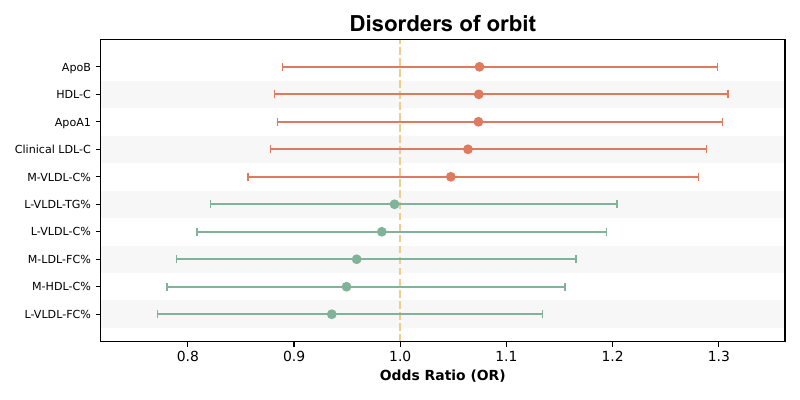 Disorders of orbit
ApoB
HDL-C
ApoA1
Clinical LDL-C
M-VLDL-C%
L-VLDL-TG%
L-VLDL-C%
M-LDL-FC%
M-HDL-C%
L-VLDL-FC%
0.8 0.9 1.0 1.1 1.2 1.3
Odds Ratio (OR)